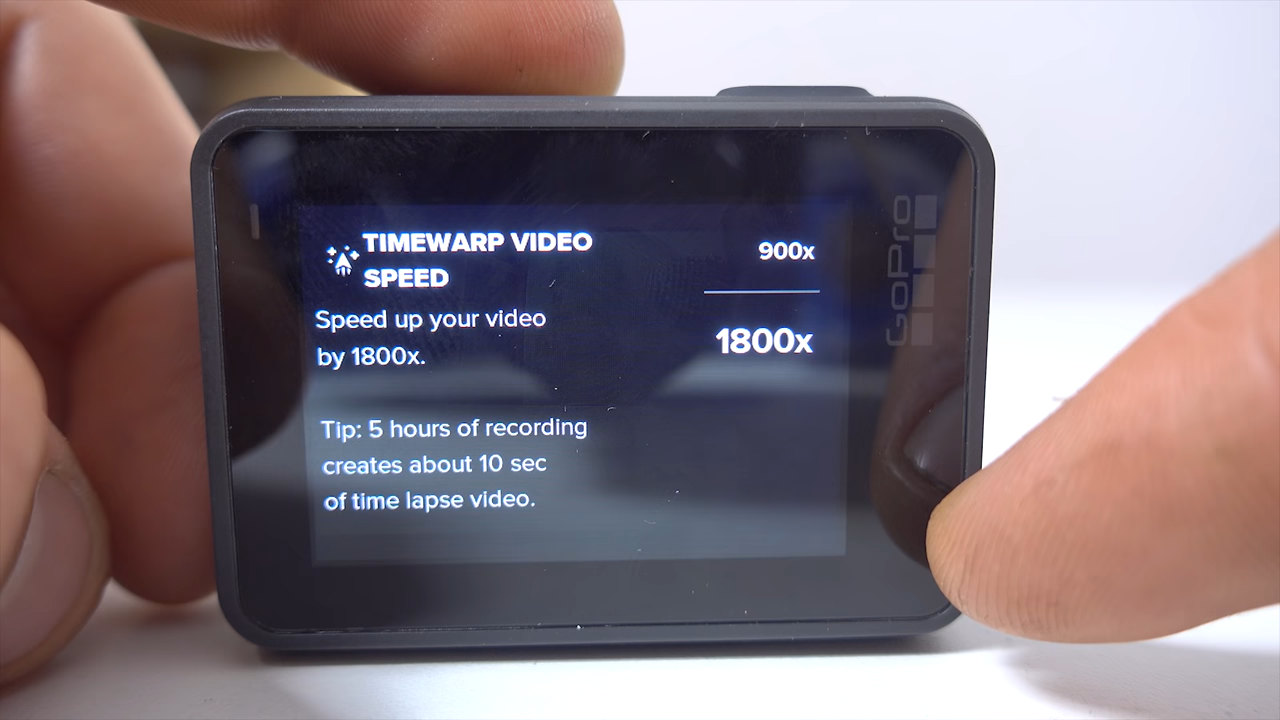 TIMEWARP VIDEO
SPEED
900x
Speed up your video
by 1800x.
1800x
Tip: 5 hours of recording
creates about 10 sec
of time lapse video.
GoPro